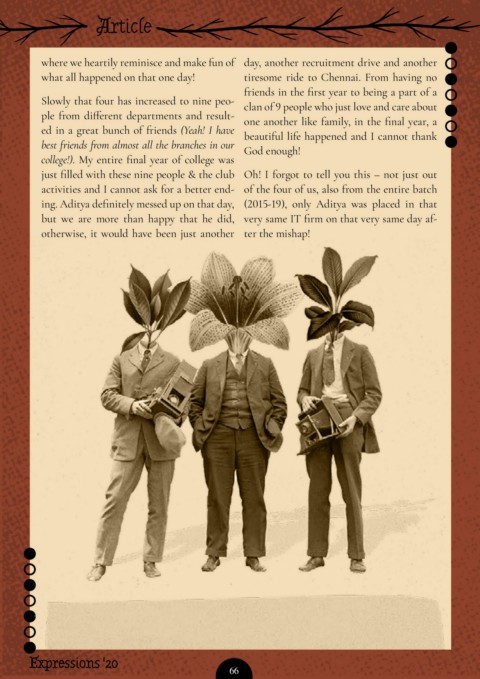 Article
where we heartily reminisce and make fun of
what all happened on that one day!
Slowly that four has increased to nine peo-
ple from different departments and result-
ed in a great bunch of friends (Yeah! I have
best friends from almost all the branches in our
college!). My entire final year of college was
just filled with these nine people & the club
activities and I cannot ask for a better end-
ing. Aditya definitely messed up on that day,
but we are more than happy that he did,
otherwise, it would have been just another
day, another recruitment drive and another
tiresome ride to Chennai. From having no
friends in the first year to being a part of a
clan of 9 people who just love and care about
one another like family, in the final year, a
beautiful life happened and I cannot thank
God enough!
Oh! I forgot to tell you this – not just out
of the four of us, also from the entire batch
(2015-19), only Aditya was placed in that
very same IT firm on that very same day af-
ter the mishap!
Expressions '20
66